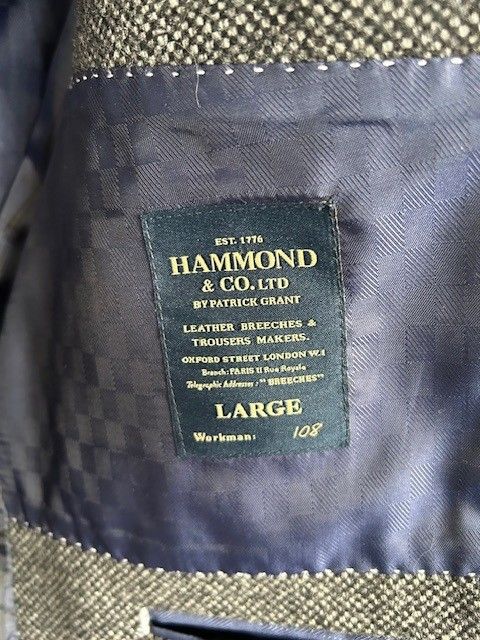 EST. 1776
HAMMOND
& CO. LTD
BY PATRICK GRANT
LEATHER BREECHES &
TROUSERS MAKERS.
OXFORD STREET LONDON W.1
Branch: PARIS 11 Rue Royale
Telegraphic Addresses: "BREECHES"
LARGE
Workman: 108